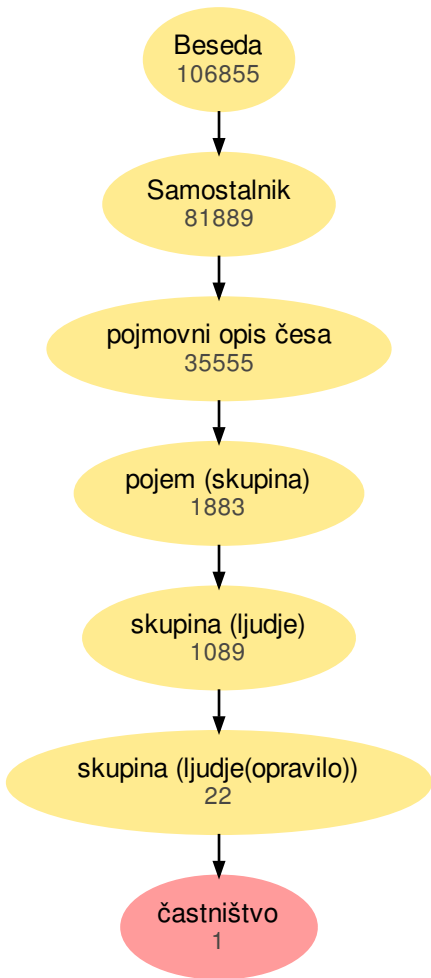 Beseda
106855
Samostalnik
81889
pojmovni opis česa
35555
pojem (skupina)
1883
skupina (ljudje)
1089
skupina (ljudje(opravilo))
22
častništvo
1